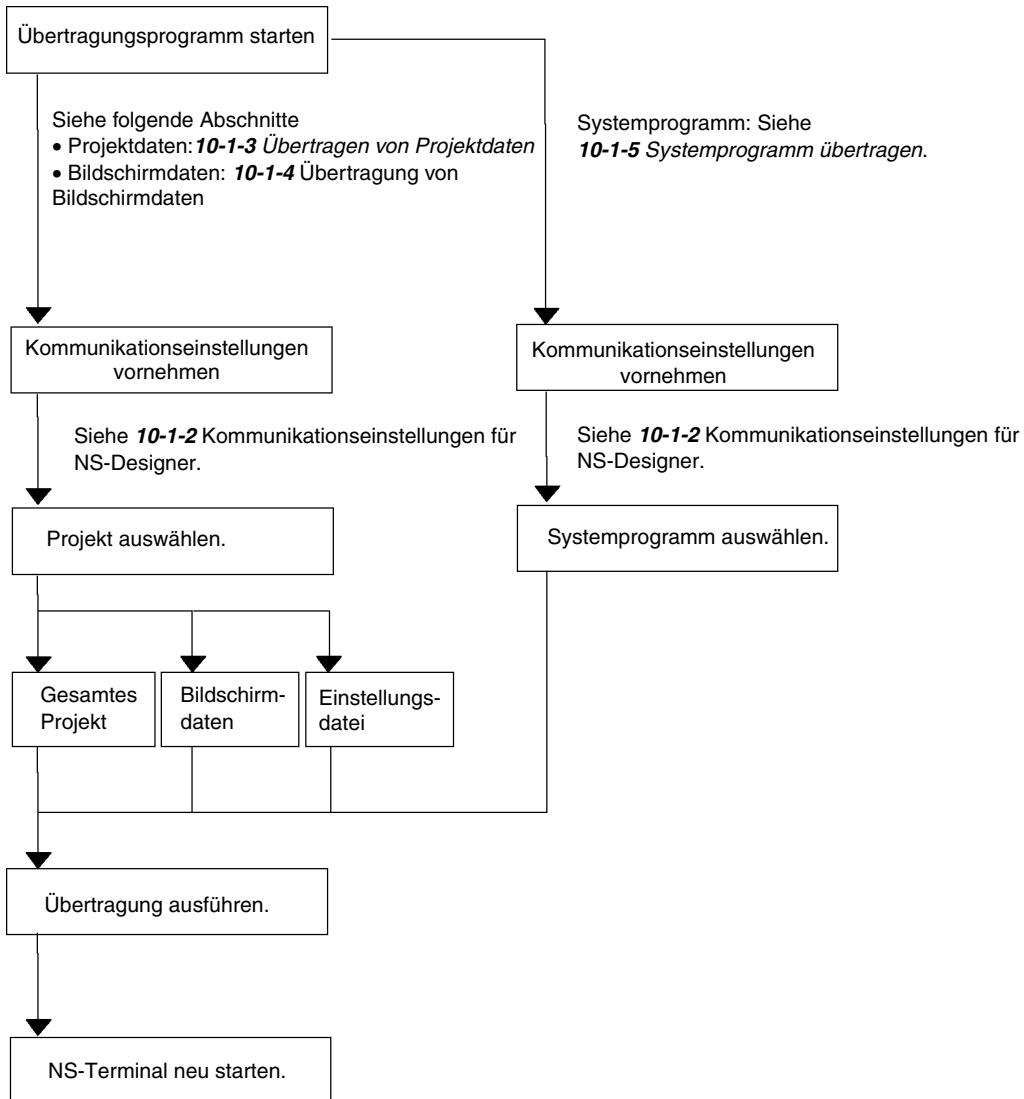 Übertragungsprogramm starten
Siehe folgende Abschnitte
• Projektdaten:10-1-3 Übertragen von Projektdaten
• Bildschirmdaten: 10-1-4 Übertragung von
Bildschirmdaten
Systemprogramm: Siehe
10-1-5 Systemprogramm übertragen.
Kommunikationseinstellungen
vornehmen
Kommunikationseinstellungen
vornehmen
Siehe 10-1-2 Kommunikationseinstellungen für
NS-Designer.
Siehe 10-1-2 Kommunikationseinstellungen für
NS-Designer.
Projekt auswählen.
Systemprogramm auswählen.
Gesamtes
Projekt
Bildschirm-
daten
Einstellungs-
datei
Übertragung ausführen.
NS-Terminal neu starten.